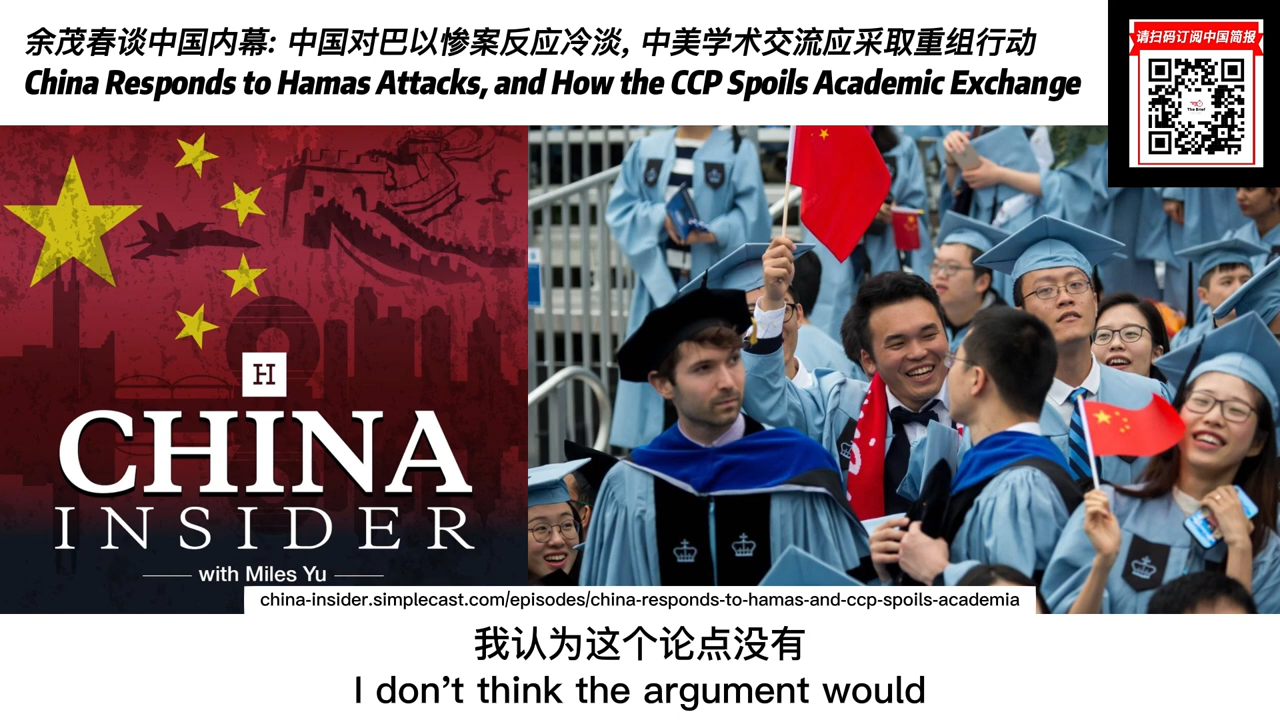 余茂春谈中国内幕: 中国对巴以惨案反应冷淡, 中美学术交流应采取重组行动
China Responds to Hamas Attacks, and How the CCP Spoils Academic Exchange
请扫码订阅中国简报
The Brief
H
CHINA
INSIDER
with Miles Yu
china-insider.simplecast.com/episodes/china-responds-to-hamas-and-ccp-spoils-academia
我认为这个论点没有
I don't think the argument would